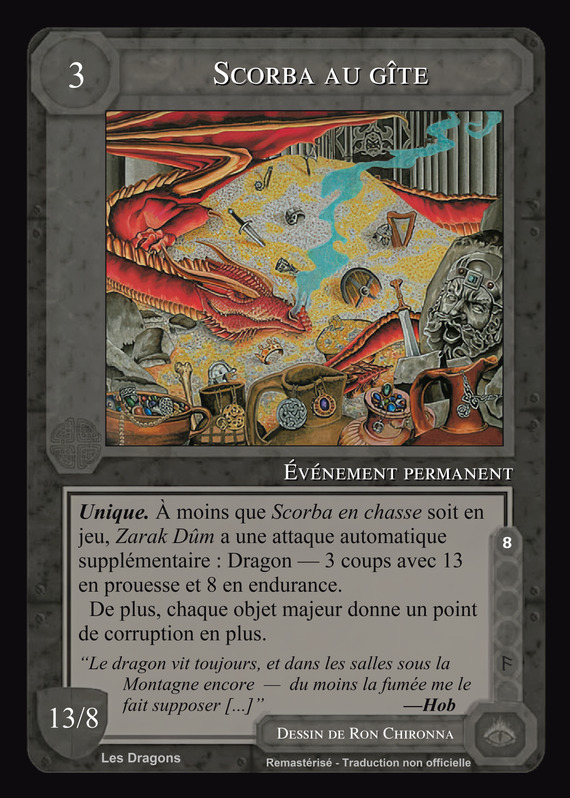 3
Scorba au gîte
Événement permanent
Unique. À moins que Scorba en chasse soit en
jeu, Zarak Dûm a une attaque automatique
supplémentaire : Dragon — 3 coups avec 13
en prouesse et 8 en endurance.
De plus, chaque objet majeur donne un point
de corruption en plus.
8
“Le dragon vit toujours, et dans les salles sous la
Montagne encore — du moins la fumée me le
fait supposer [...]” —Hob
13/8
Dessin de Ron Chironna
Les Dragons
Remastérisé - Traduction non officielle